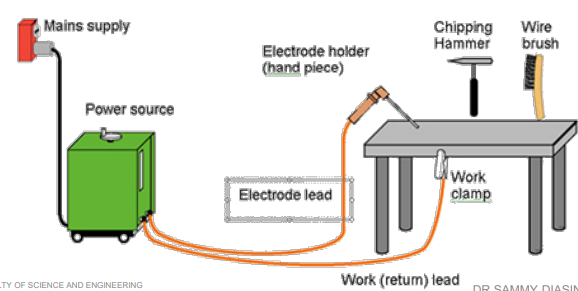 Mains supply
Chipping
Hammer
Wire
brush
Electrode holder
(hand piece)
Power source
Electrode lead
Work
clamp
Work (return) lead
LTY OF SCIENCE AND ENGINEERING
DR SAMMY DIASIN